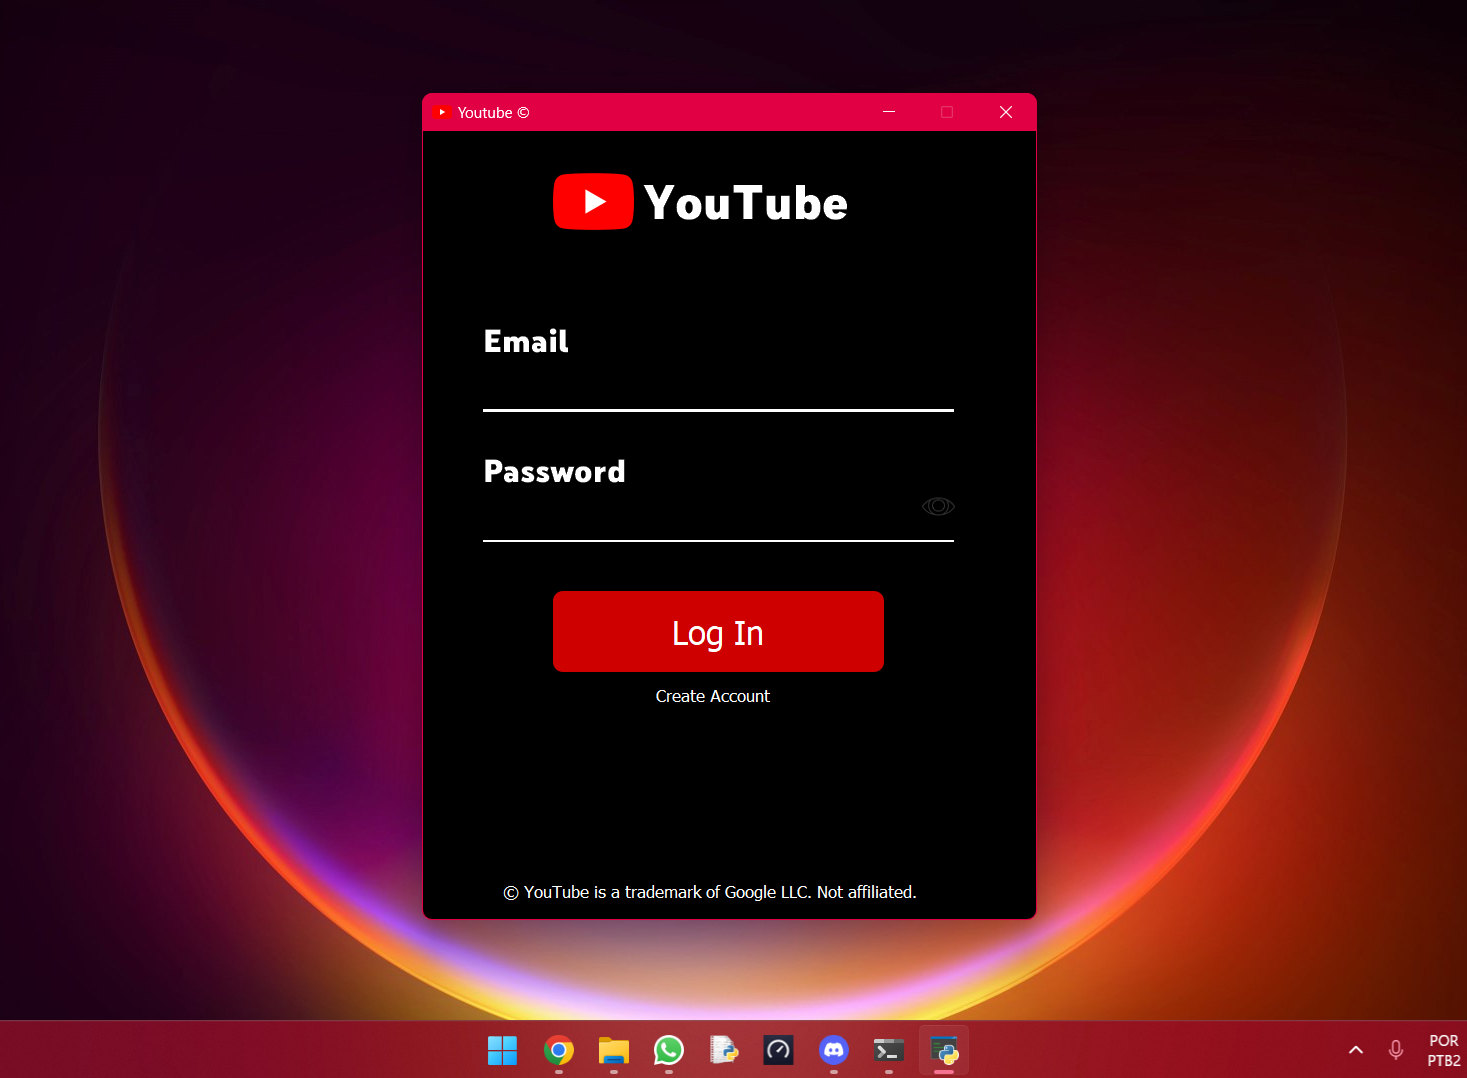 Youtube ©
YouTube
Email
Password
Log In
Create Account
© YouTube is a trademark of Google LLC. Not affiliated.
POR
PTB2